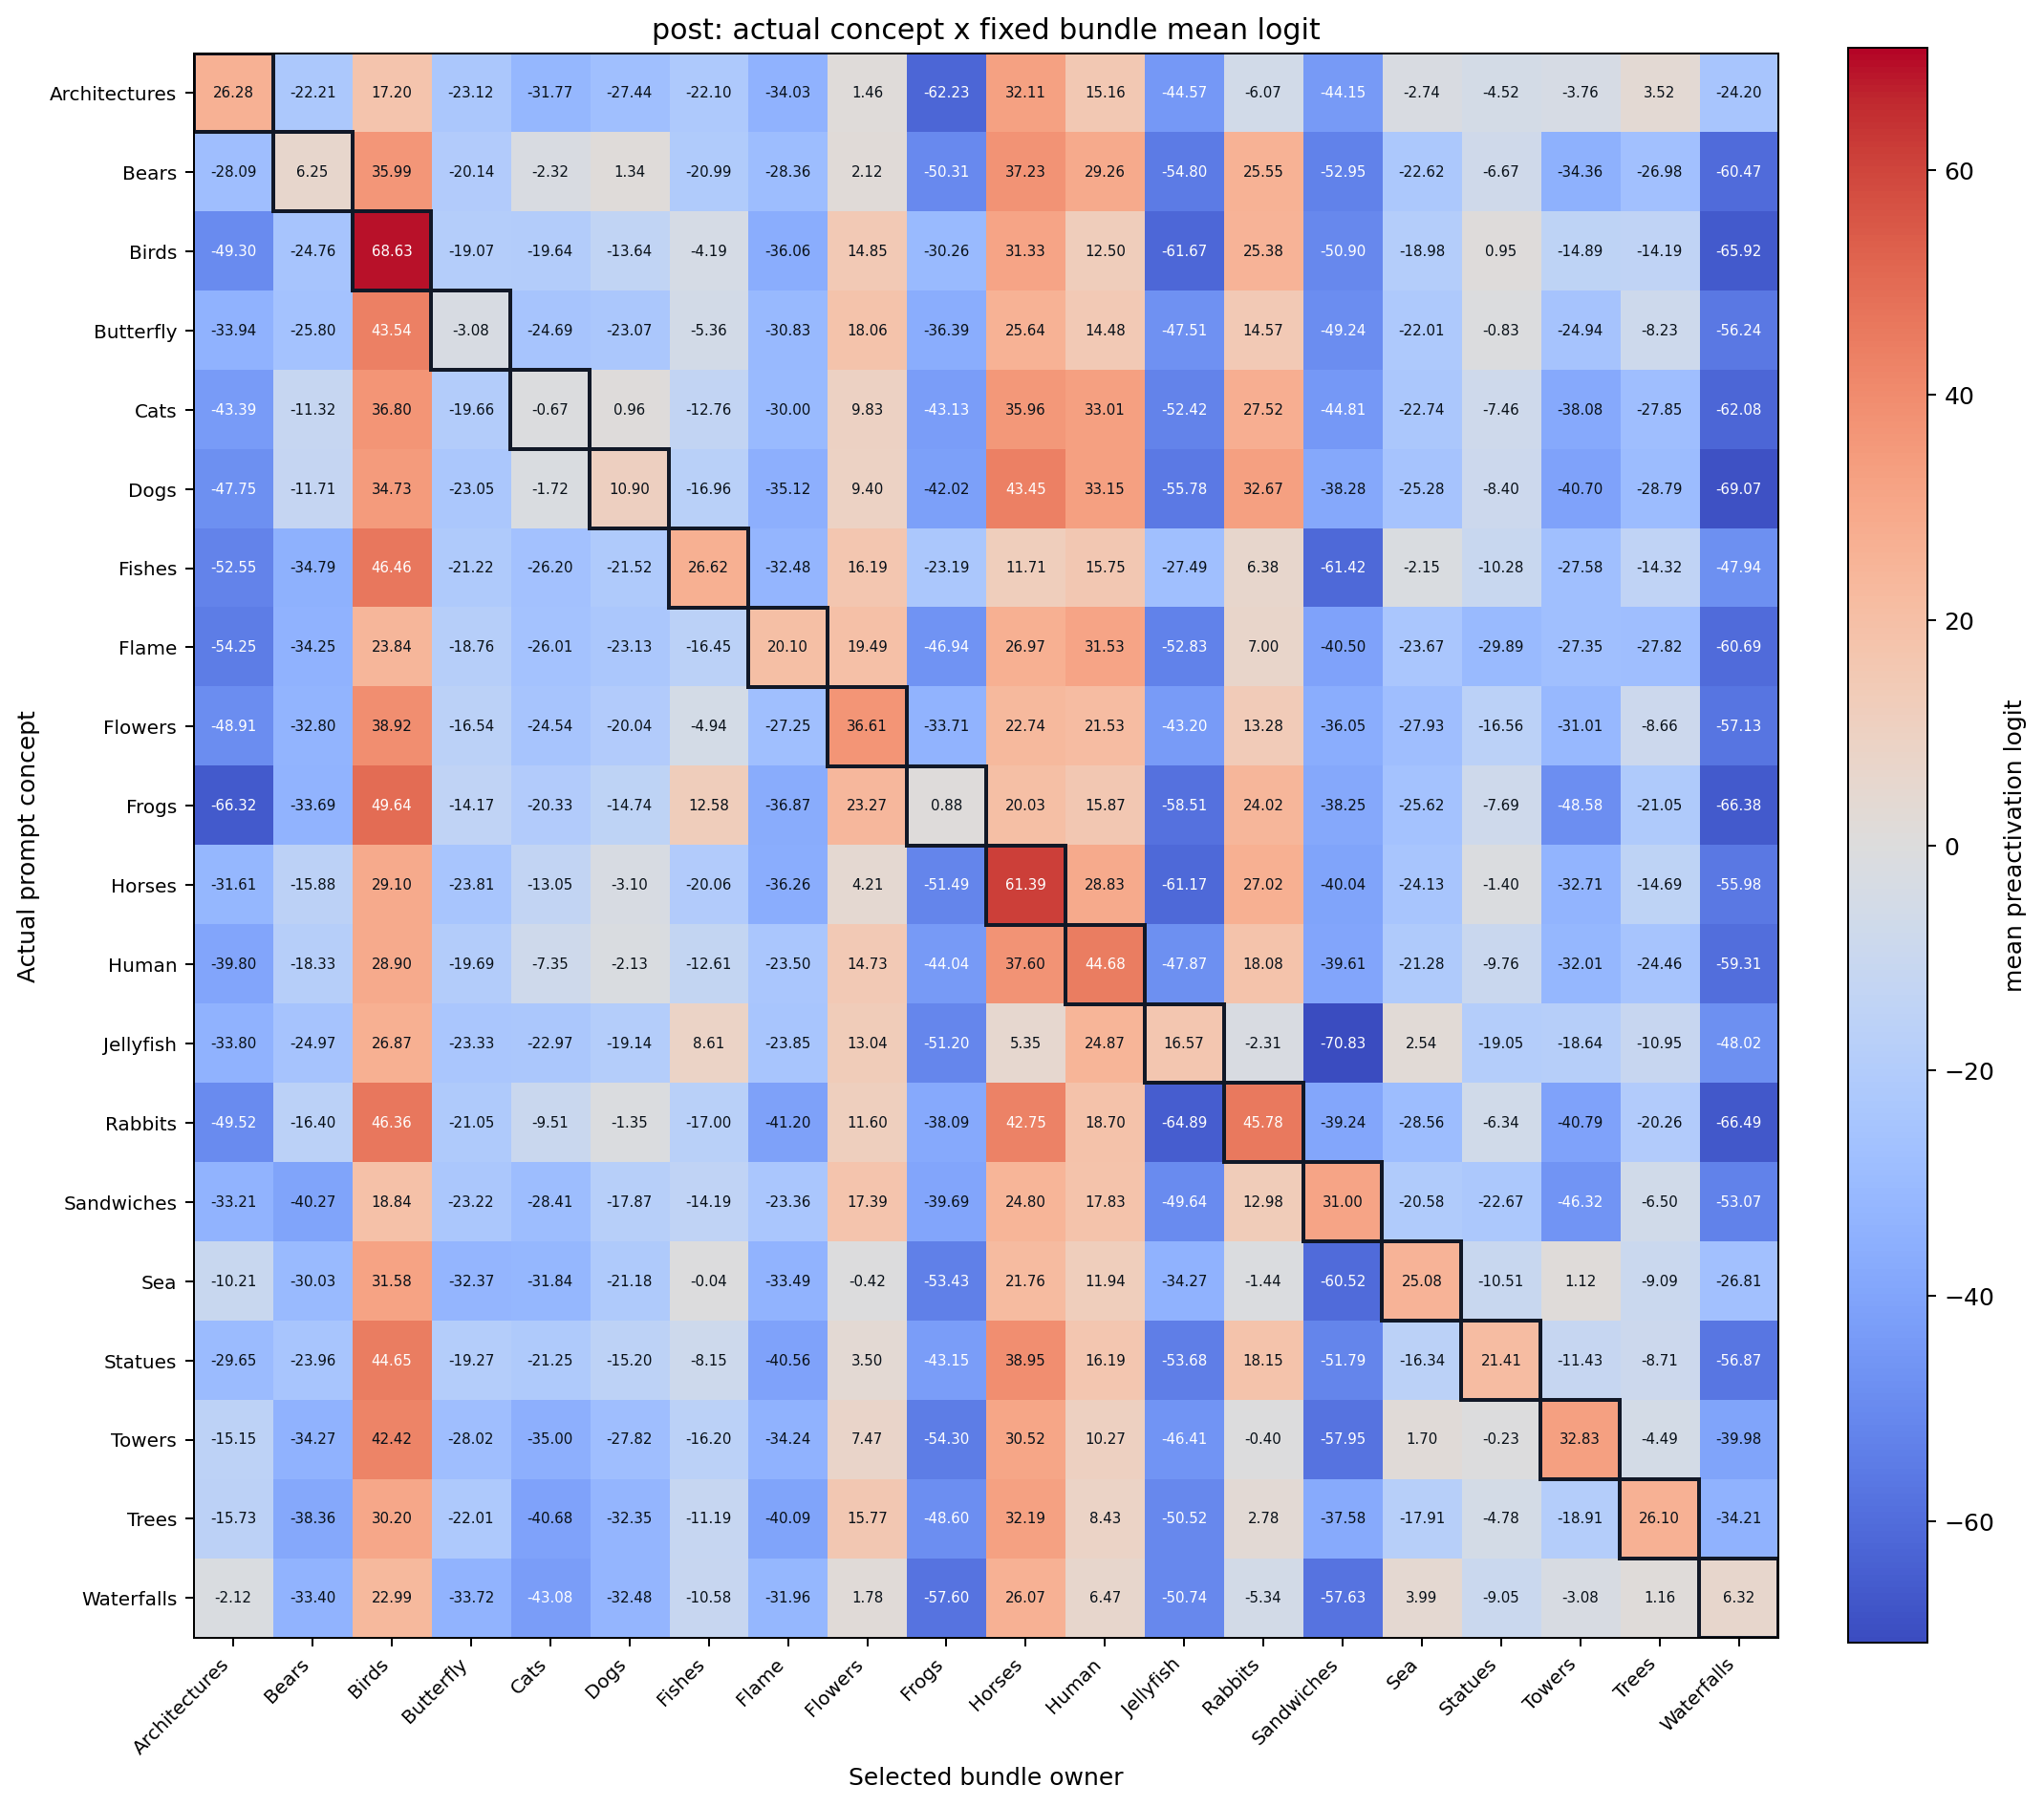 post: actual concept x fixed bundle mean logit
Architectures 26.28 -22.21 17.20 -23.12 -31.77 -27.44 -22.10 -34.03 1.46 -62.23 32.11 15.16 -44.57 -6.07 -44.15 -2.74 -4.52 -3.76 3.52 -24.20
Bears -28.09 6.25 35.99 -20.14 -2.32 1.34 -20.99 -28.36 2.12 -50.31 37.23 29.26 -54.80 25.55 -52.95 -22.62 -6.67 -34.36 -26.98 -60.47
Birds -49.30 -24.76 68.63 -19.07 -19.64 -13.64 -4.19 -36.06 14.85 -30.26 31.33 12.50 -61.67 25.38 -50.90 -18.98 0.95 -14.89 -14.19 -65.92
Butterfly -33.94 -25.80 43.54 -3.08 -24.69 -23.07 -5.36 -30.83 18.06 -36.39 25.64 14.48 -47.51 14.57 -49.24 -22.01 -0.83 -24.94 -8.23 -56.24
Cats -43.39 -11.32 36.80 -19.66 -0.67 0.96 -12.76 -30.00 9.83 -43.13 35.96 33.01 -52.42 27.52 -44.81 -22.74 -7.46 -38.08 -27.85 -62.08
Dogs -47.75 -11.71 34.73 -23.05 -1.72 10.90 -16.96 -35.12 9.40 -42.02 43.45 33.15 -55.78 32.67 -38.28 -25.28 -8.40 -40.70 -28.79 -69.07
Fishes -52.55 -34.79 46.46 -21.22 -26.20 -21.52 26.62 -32.48 16.19 -23.19 11.71 15.75 -27.49 6.38 -61.42 -2.15 -10.28 -27.58 -14.32 -47.94
Flame -54.25 -34.25 23.84 -18.76 -26.01 -23.13 -16.45 20.10 19.49 -46.94 26.97 31.53 -52.83 7.00 -40.50 -23.67 -29.89 -27.35 -27.82 -60.69
Flowers -48.91 -32.80 38.92 -16.54 -24.54 -20.04 -4.94 -27.25 36.61 -33.71 22.74 21.53 -43.20 13.28 -36.05 -27.93 -16.56 -31.01 -8.66 -57.13
Frogs -66.32 -33.69 49.64 -14.17 -20.33 -14.74 12.58 -36.87 23.27 0.88 20.03 15.87 -58.51 24.02 -38.25 -25.62 -7.69 -48.58 -21.05 -66.38
Horses -31.61 -15.88 29.10 -23.81 -13.05 -3.10 -20.06 -36.26 4.21 -51.49 61.39 28.83 -61.17 27.02 -40.04 -24.13 -1.40 -32.71 -14.69 -55.98
Human -39.80 -18.33 28.90 -19.69 -7.35 -2.13 -12.61 -23.50 14.73 -44.04 37.60 44.68 -47.87 18.08 -39.61 -21.28 -9.76 -32.01 -24.46 -59.31
Jellyfish -33.80 -24.97 26.87 -23.33 -22.97 -19.14 8.61 -23.85 13.04 -51.20 5.35 24.87 16.57 -2.31 -70.83 2.54 -19.05 -18.64 -10.95 -48.02
Rabbits -49.52 -16.40 46.36 -21.05 -9.51 -1.35 -17.00 -41.20 11.60 -38.09 42.75 18.70 -64.89 45.78 -39.24 -28.56 -6.34 -40.79 -20.26 -66.49
Sandwiches -33.21 -40.27 18.84 -23.22 -28.41 -17.87 -14.19 -23.36 17.39 -39.69 24.80 17.83 -49.64 12.98 31.00 -20.58 -22.67 -46.32 -6.50 -53.07
Sea -10.21 -30.03 31.58 -32.37 -31.84 -21.18 -0.04 -33.49 -0.42 -53.43 21.76 11.94 -34.27 -1.44 -60.52 25.08 -10.51 1.12 -9.09 -26.81
Statues -29.65 -23.96 44.65 -19.27 -21.25 -15.20 -8.15 -40.56 3.50 -43.15 38.95 16.19 -53.68 18.15 -51.79 -16.34 21.41 -11.43 -8.71 -56.87
Towers -15.15 -34.27 42.42 -28.02 -35.00 -27.82 -16.20 -34.24 7.47 -54.30 30.52 10.27 -46.41 -0.40 -57.95 1.70 -0.23 32.83 -4.49 -39.98
Trees -15.73 -38.36 30.20 -22.01 -40.68 -32.35 -11.19 -40.09 15.77 -48.60 32.19 8.43 -50.52 2.78 -37.58 -17.91 -4.78 -18.91 26.10 -34.21
Waterfalls -2.12 -33.40 22.99 -33.72 -43.08 -32.48 -10.58 -31.96 1.78 -57.60 26.07 6.47 -50.74 -5.34 -57.63 3.99 -9.05 -3.08 1.16 6.32
Architectures Bears Birds Butterfly Cats Dogs Fishes Flame Flowers Frogs Horses Human Jellyfish Rabbits Sandwiches Sea Statues Towers Trees Waterfalls
Selected bundle owner
Actual prompt concept
60
40
20
0
−20
−40
−60
mean preactivation logit